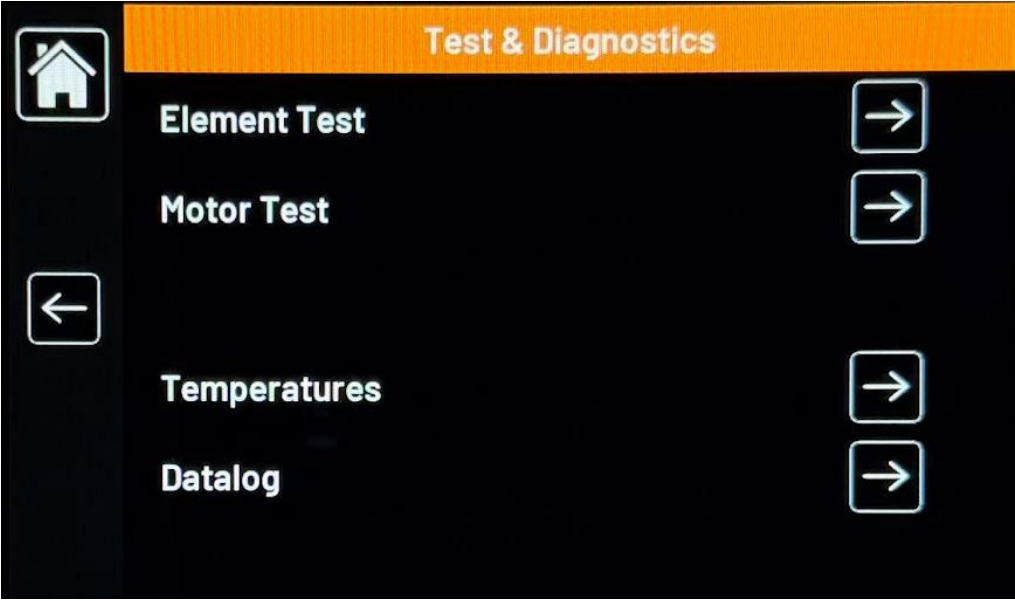 Test & Diagnostics
Element Test
Motor Test
Temperatures
Datalog